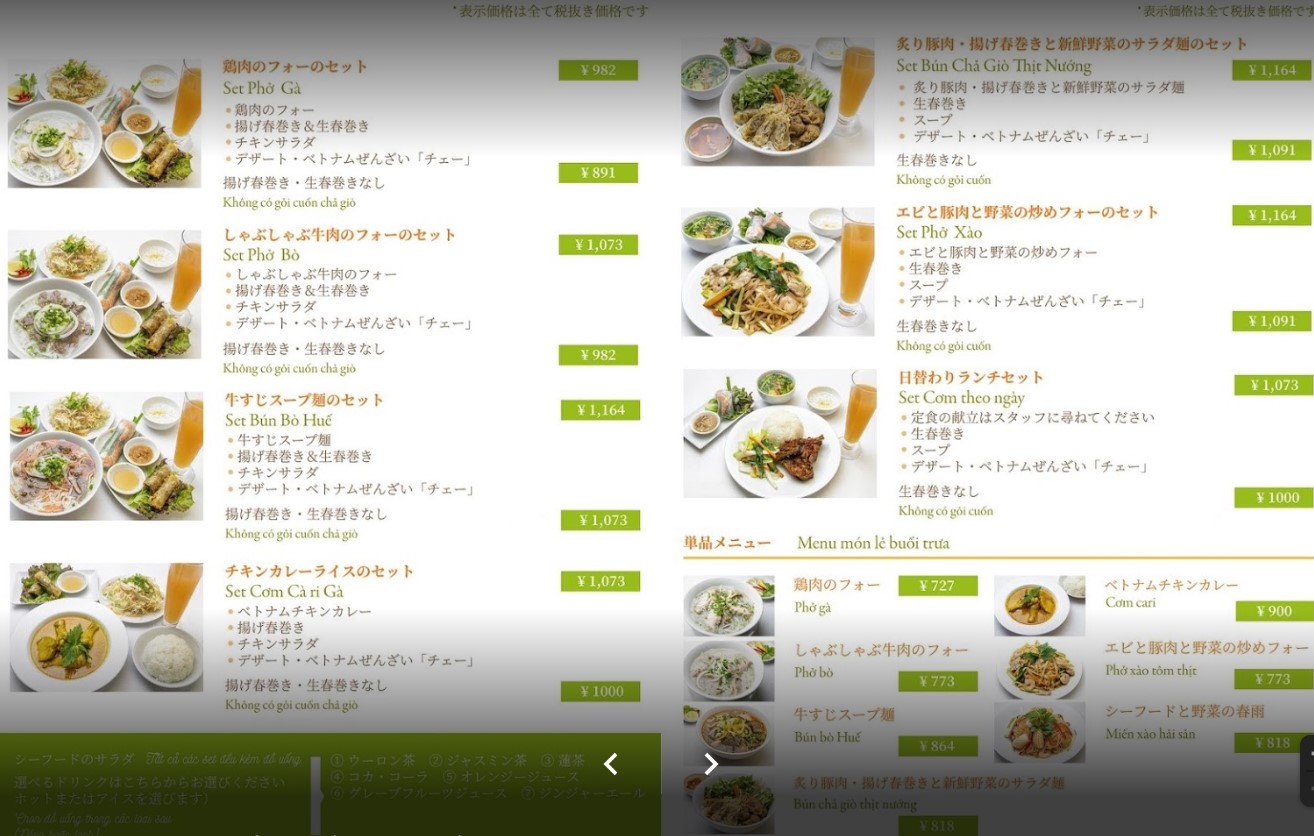 *表示価格は全て税抜き価格です
鶏肉のフォーのセット
¥ 982
Set Phở Gà
• 鶏肉のフォー
• 揚げ春巻き＆生春巻き
• チキンサラダ
• デザート・ベトナムぜんざい「チェー」
¥ 891
揚げ春巻き・生春巻きなし
Không có gỏi cuốn chả giò
しゃぶしゃぶ牛肉のフォーのセット
¥ 1,073
Set Phở Bò
• しゃぶしゃぶ牛肉のフォー
• 揚げ春巻き＆生春巻き
• チキンサラダ
• デザート・ベトナムぜんざい「チェー」
揚げ春巻き・生春巻きなし
¥ 982
Không có gỏi cuốn chả giò
牛すじスープ麺のセット
¥ 1,164
Set Bún Bò Huế
• 牛すじスープ麺
• 揚げ春巻き＆生春巻き
• チキンサラダ
• デザート・ベトナムぜんざい「チェー」
揚げ春巻き・生春巻きなし
¥ 1,073
Không có gỏi cuốn chả giò
チキンカレーライスのセット
¥ 1,073
Set Cơm Cà ri Gà
• ベトナムチキンカレー
• 揚げ春巻き
• チキンサラダ
• デザート・ベトナムぜんざい「チェー」
揚げ春巻き・生春巻きなし
¥ 1000
Không có gỏi cuốn chả giò
シーフードのサラダ Tất cả các set đều kèm đồ uống
選べるドリンクはこちらからお選びください
ホットまたはアイスを選びます）
Chọn đồ uống trong các loại sau
① ウーロン茶 ② ジャスミン茶 ③ 蓮茶
④ コカ・コーラ ⑤ オレンジージュース
⑥ グレープフルーツジュース ⑦ ジンジャーエール
*表示価格は全て税抜き価格です
炙り豚肉・揚げ春巻きと新鮮野菜のサラダ麺のセット
Set Bún Chả Giò Thịt Nướng
¥ 1,164
• 炙り豚肉・揚げ春巻きと新鮮野菜のサラダ麺
• 生春巻き
• スープ
• デザート・ベトナムぜんざい「チェー」
¥ 1,091
生春巻きなし
Không có gỏi cuốn
エビと豚肉と野菜の炒めフォーのセット
¥ 1,164
Set Phở Xào
• エビと豚肉と野菜の炒めフォー
• 生春巻き
• スープ
• デザート・ベトナムぜんざい「チェー」
¥ 1,091
生春巻きなし
Không có gỏi cuốn
日替わりランチセット
¥ 1,073
Set Cơm theo ngày
• 定食の献立はスタッフに尋ねてください
• 生春巻き
• スープ
• デザート・ベトナムぜんざい「チェー」
生春巻きなし
¥ 1000
Không có gỏi cuốn
単品メニュー Menu món lẻ buổi trưa
鶏肉のフォー
¥ 727
Phở gà
しゃぶしゃぶ牛肉のフォー
Phở bò
¥ 773
牛すじスープ麺
Bún bò Huế
¥ 864
炙り豚肉・揚げ春巻きと新鮮野菜のサラダ麺
Bún chả giò thịt nướng
¥ 818
ベトナムチキンカレー
Cơm cari
¥ 900
エビと豚肉と野菜の炒めフォー
Phở xào tôm thịt
¥ 773
シーフードと野菜の春雨
Miến xào hải sản
¥ 818